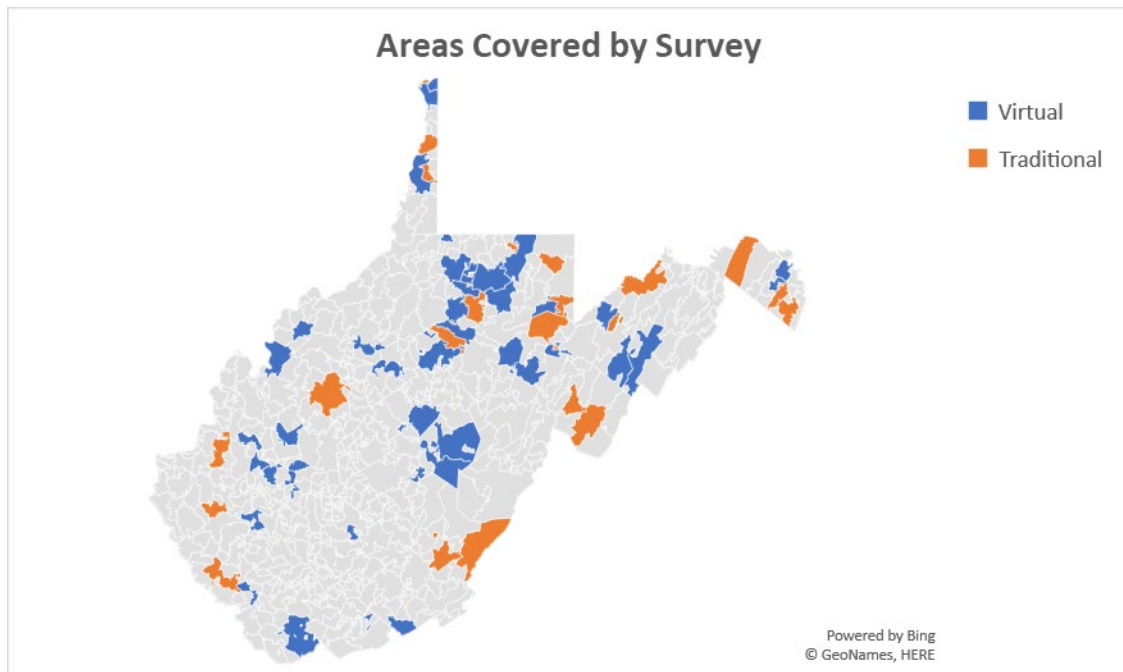 Areas Covered by Survey
Virtual
Traditional
Powered by Bing
© GeoNames, HERE